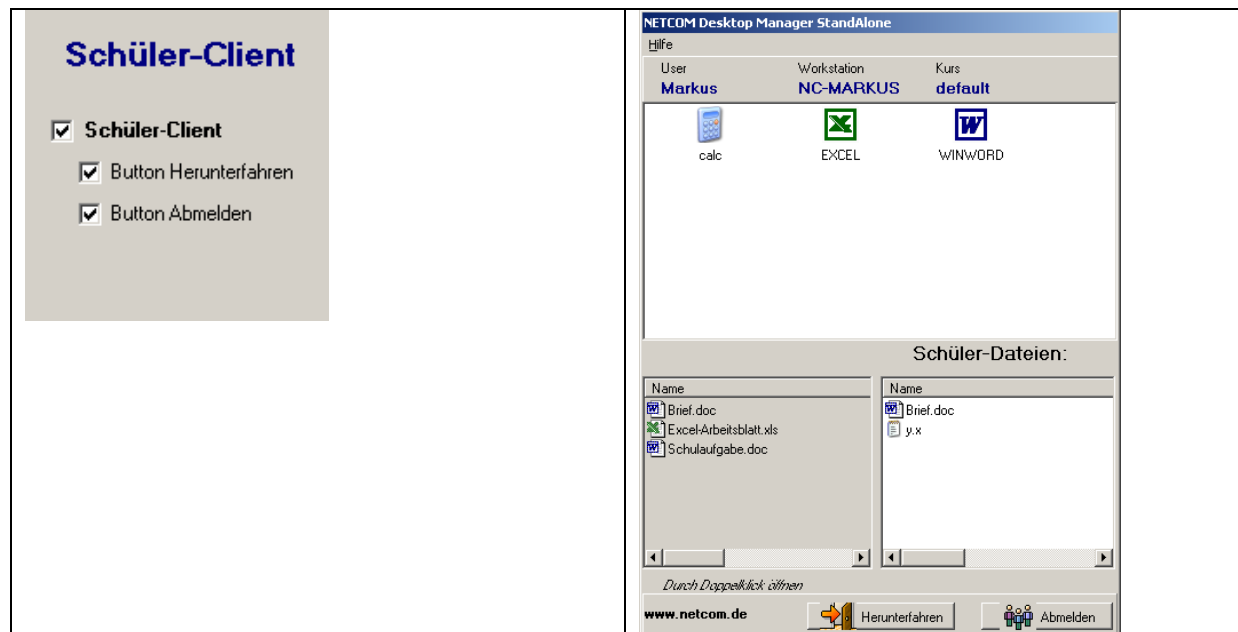 Schüler-Client
Schüler-Client
Button Herunterfahren
Button Abmelden
NETCOM Desktop Manager StandAlone
Hilfe
User Workstation Kurs
Markus NC-MARKUS default
calc EXCEL WINWORD
Schüler-Dateien:
Name
Brief.doc
Excel-Arbeitsblatt.xls
Schulaufgabe.doc
Name
Brief.doc
y.x
Durch Doppelklick öffnen
www.netcom.de Herunterfahren Abmelden